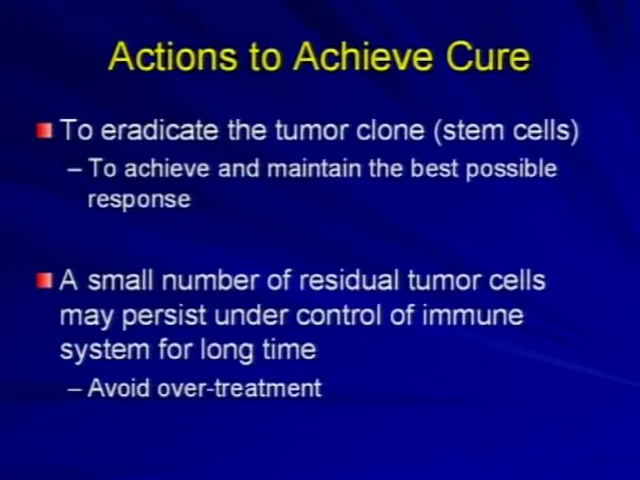 Actions to Achieve Cure
To eradicate the tumor clone (stem cells)
– To achieve and maintain the best possible
response
A small number of residual tumor cells
may persist under control of immune
system for long time
– Avoid over-treatment